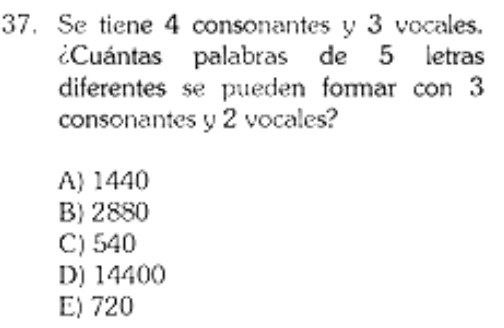 37. Se tiene 4 consonantes y 3 vocales.
¿Cuántas palabras de 5 letras
diferentes se pueden formar con 3
consonantes y 2 vocales?
A) 1440
B) 2880
C) 540
D) 14400
E) 720